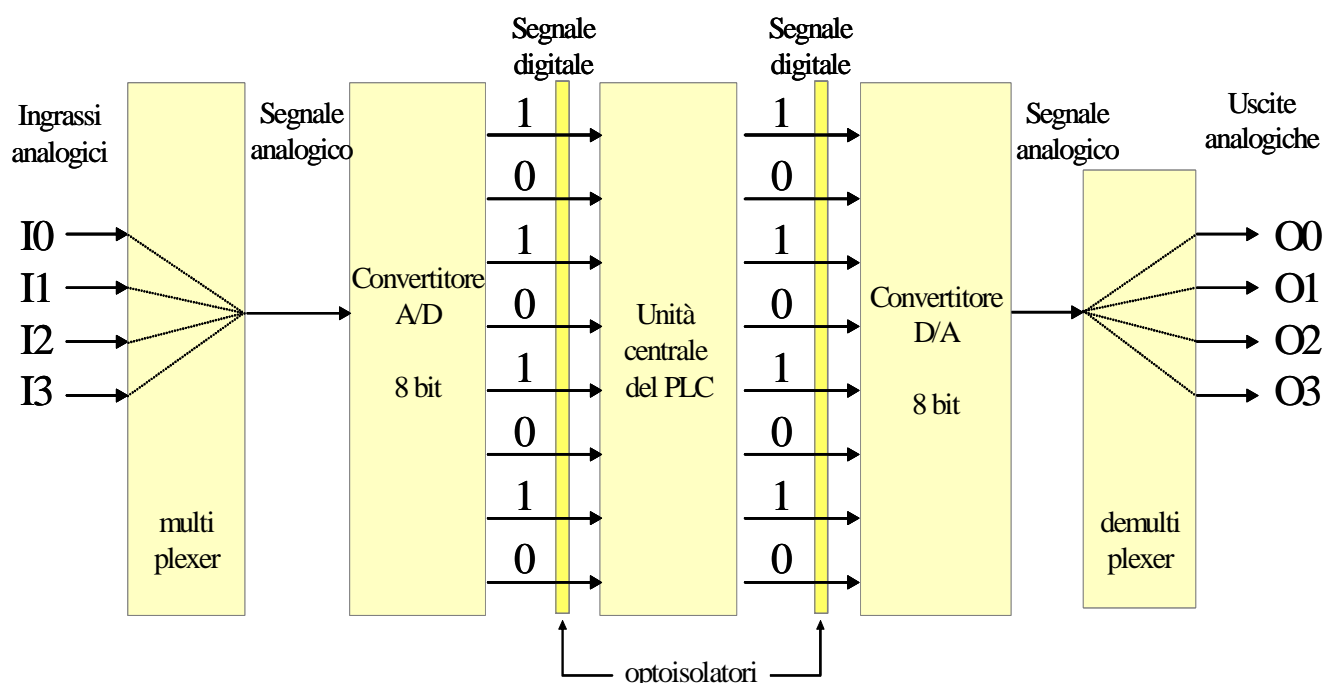 Segnale
digitale
Segnale
digitale
Ingrassi
analogici
Segnale
analogico
Segnale
analogico
Uscite
analogiche
I0
I1
I2
I3
multi
plexer
Convertitore
A/D
8 bit
1
0
1
0
1
0
1
0
Unità
centrale
del PLC
1
0
1
0
1
0
1
0
Convertitore
D/A
8 bit
demulti
plexer
O0
O1
O2
O3
optoisolatori